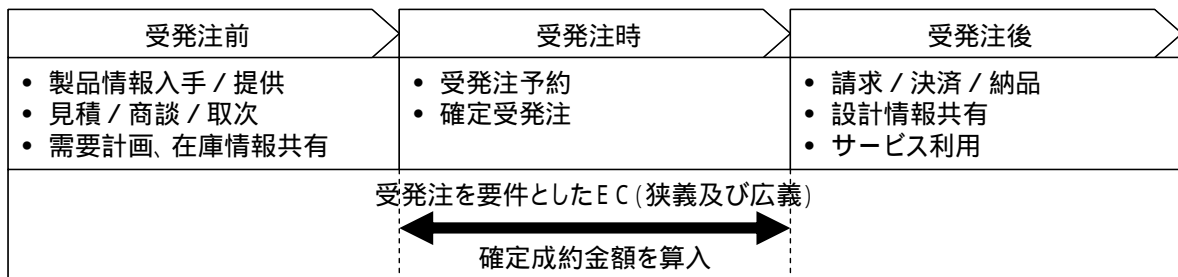 受発注前
受発注時
受発注後
• 製品情報入手/提供
• 見積/商談/取次
• 需要計画、在庫情報共有
• 受発注予約
• 確定受発注
• 請求/決済/納品
• 設計情報共有
• サービス利用
受発注を要件としたEC(狭義及び広義)
確定成約金額を算入